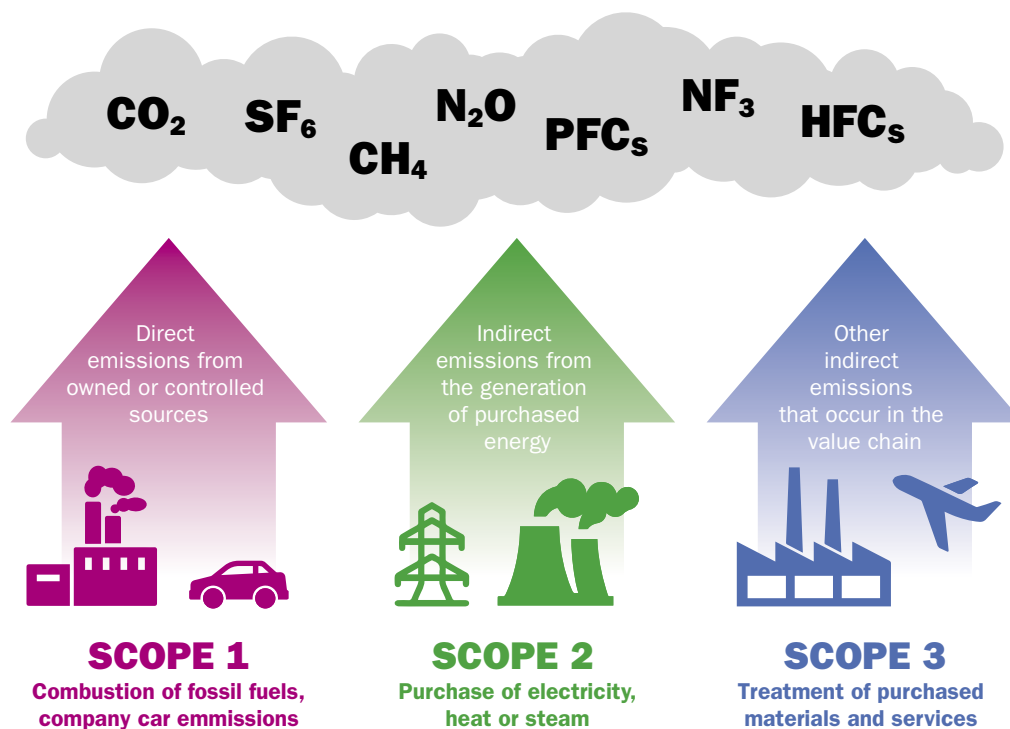 CO₂
SF₆
CH₄
N₂O
PFCs
NF₃
HFCs
Direct
emissions from
owned or controlled
sources
Indirect
emissions from
the generation
of purchased
energy
Other
indirect
emissions
that occur in the
value chain
SCOPE 1
Combustion of fossil fuels,
company car emmissions
SCOPE 2
Purchase of electricity,
heat or steam
SCOPE 3
Treatment of purchased
materials and services